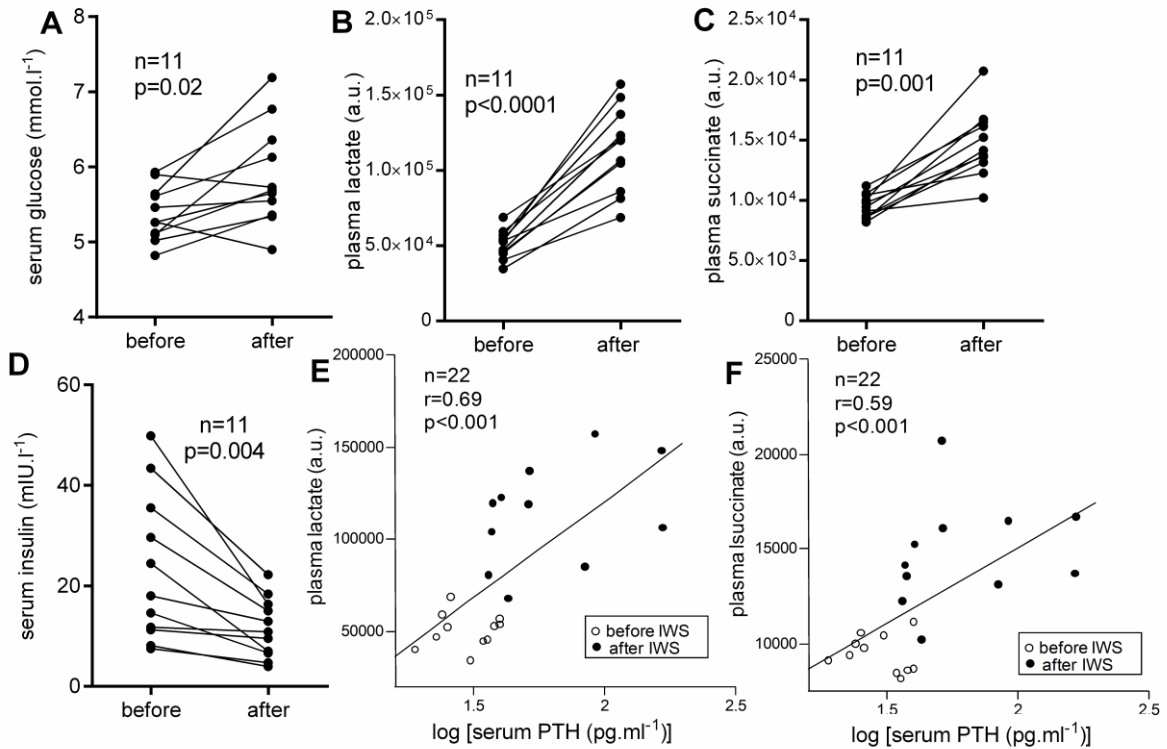 A
serum glucose (mmol.l⁻¹)
8
7
6
5
4
n=11
p=0.02
before after
B
plasma lactate (a.u.)
2.0×10⁵
1.5×10⁵
1.0×10⁵
5.0×10⁴
0
n=11
p<0.0001
before after
C
plasma succinate (a.u.)
2.5×10⁴
2.0×10⁴
1.5×10⁴
1.0×10⁴
5.0×10³
0
n=11
p=0.001
before after
D
serum insulin (mIU.l⁻¹)
60
40
20
0
n=11
p=0.004
before after
E
plasma lactate (a.u.)
200000
150000
100000
50000
n=22
r=0.69
p<0.001
before IWS
after IWS
1.5 2 2.5
log [serum PTH (pg.ml⁻¹)]
F
plasma lsuccinate (a.u.)
25000
20000
15000
10000
n=22
r=0.59
p<0.001
before IWS
after IWS
1.5 2 2.5
log [serum PTH (pg.ml⁻¹)]